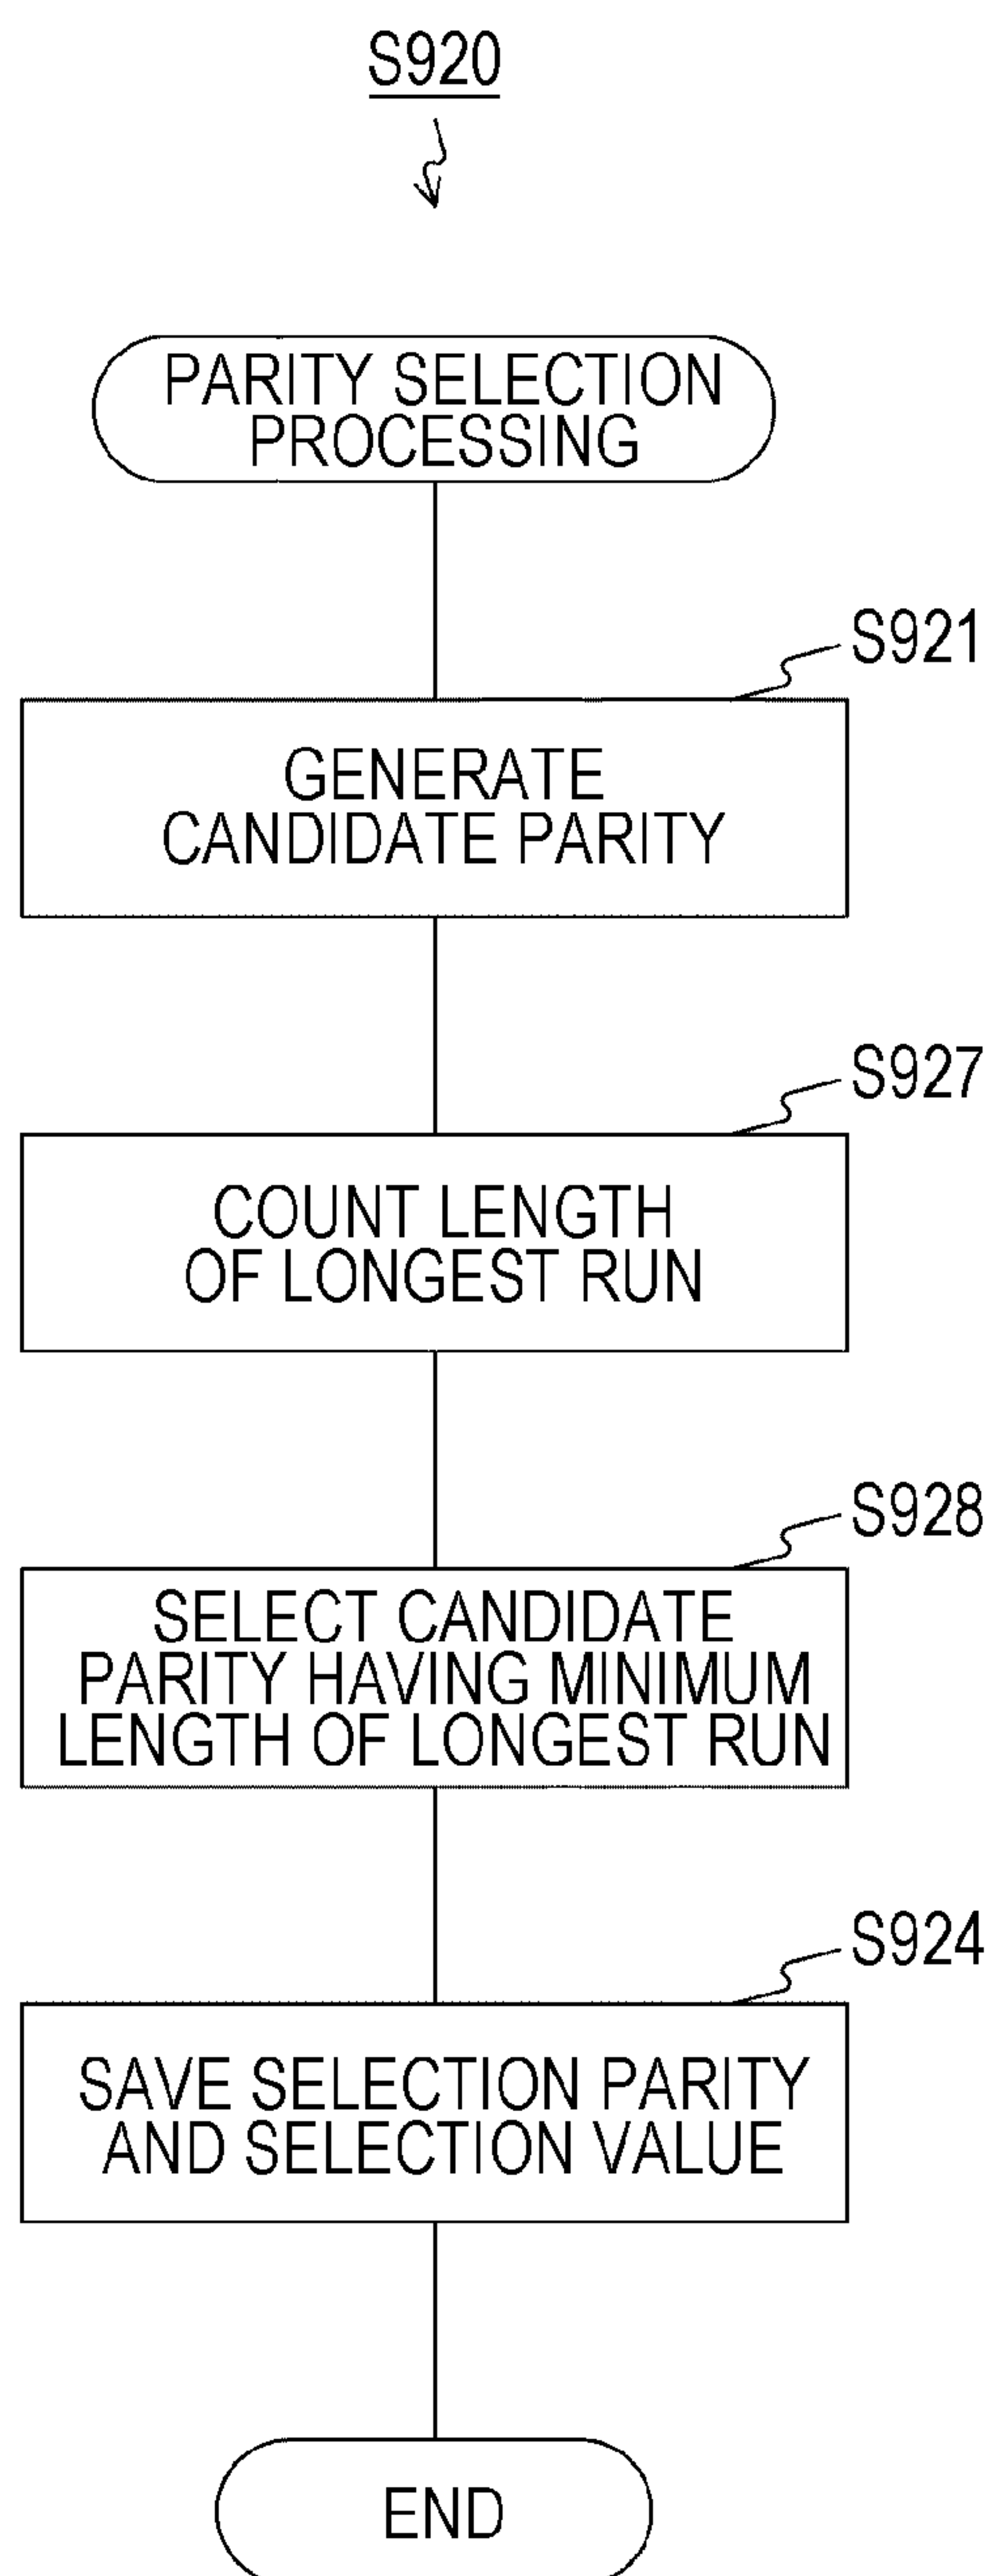 S920
PARITY SELECTION
PROCESSING
S921
GENERATE
CANDIDATE PARITY
S927
COUNT LENGTH
OF LONGEST RUN
S928
SELECT CANDIDATE
PARITY HAVING MINIMUM
LENGTH OF LONGEST RUN
S924
SAVE SELECTION PARITY
AND SELECTION VALUE
END